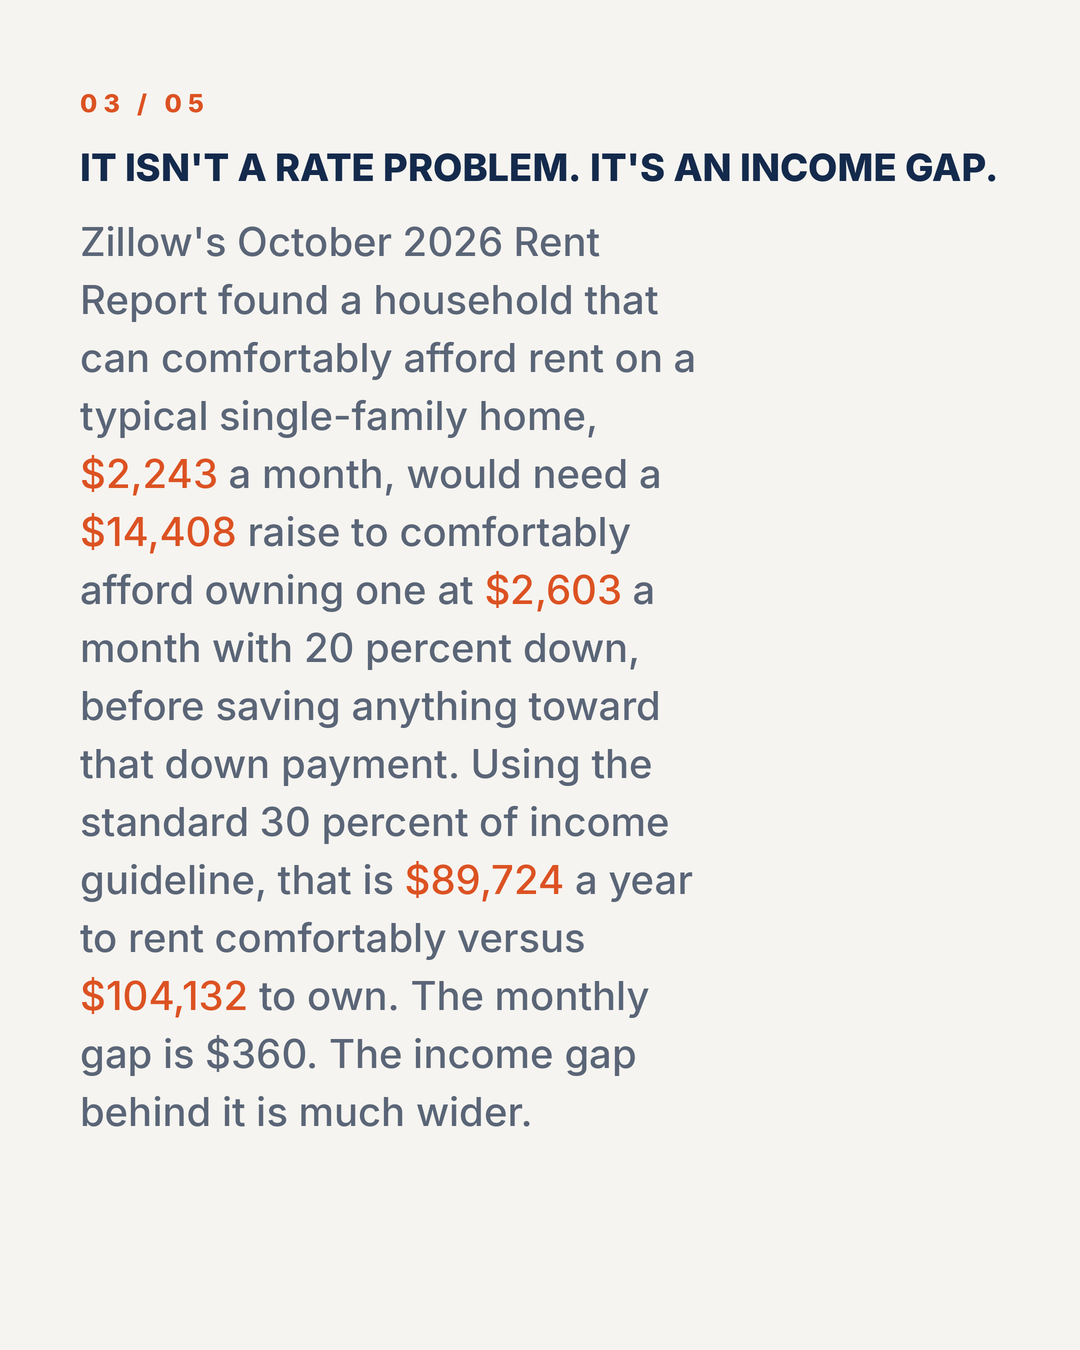 03 / 05
IT ISN'T A RATE PROBLEM. IT'S AN INCOME GAP.
Zillow's October 2026 Rent
Report found a household that
can comfortably afford rent on a
typical single-family home,
$2,243 a month, would need a
$14,408 raise to comfortably
afford owning one at $2,603 a
month with 20 percent down,
before saving anything toward
that down payment. Using the
standard 30 percent of income
guideline, that is $89,724 a year
to rent comfortably versus
$104,132 to own. The monthly
gap is $360. The income gap
behind it is much wider.